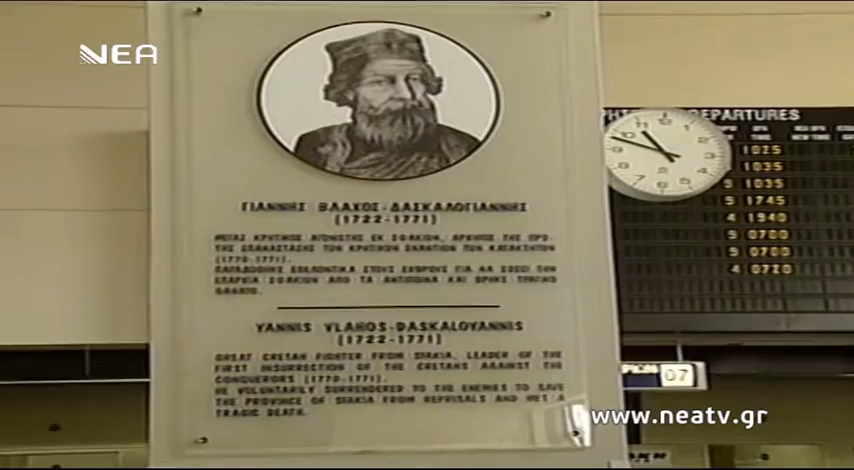 NEA
ΓΙΑΝΝΗΣ ΒΛΑΧΟΣ-ΔΑΣΚΑΛΟΓΙΑΝΝΗΣ
(1722-1771)
ΜΕΓΑΣ ΚΡΗΤΙΚΟΣ ΑΓΩΝΙΣΤΗΣ ΕΚ ΣΦΑΚΙΩΝ, ΑΡΧΗΓΟΣ ΤΗΣ ΠΡΩ-
ΤΗΣ ΕΠΑΝΑΣΤΑΣΗΣ ΤΩΝ ΚΡΗΤΙΚΩΝ ΕΝΑΝΤΙΟΝ ΤΩΝ ΚΑΤΑΚΤΗΤΩΝ
(1770-1771).
ΠΑΡΑΔΟΘΗΚΕ ΕΘΕΛΟΝΤΙΚΑ ΣΤΟΥΣ ΕΧΘΡΟΥΣ ΓΙΑ ΝΑ ΣΩΣΕΙ ΤΗΝ
ΕΠΑΡΧΙΑ ΣΦΑΚΙΩΝ ΑΠΟ ΤΑ ΑΝΤΙΠΟΙΝΑ ΚΑΙ ΒΡΗΚΕ ΤΡΑΓΙΚΟ
ΘΑΝΑΤΟ.
YANNIS VLAHOS-DASKALOYANNIS
(1722-1771)
GREAT CRETAN FIGHTER FROM SFAKIA, LEADER OF THE
FIRST INSURRECTION OF THE CRETANS AGAINST THE
CONQUERORS (1770-1771).
HE VOLUNTARILY SURRENDERED TO THE ENEMIES TO SAVE
THE PROVINCE OF SFAKIA FROM REPRISALS AND MET A
TRAGIC DEATH.
DEPARTURES
1025
1035
1035
1745
4 1940
0700
0700
4 0720
07
www.neatv.gr